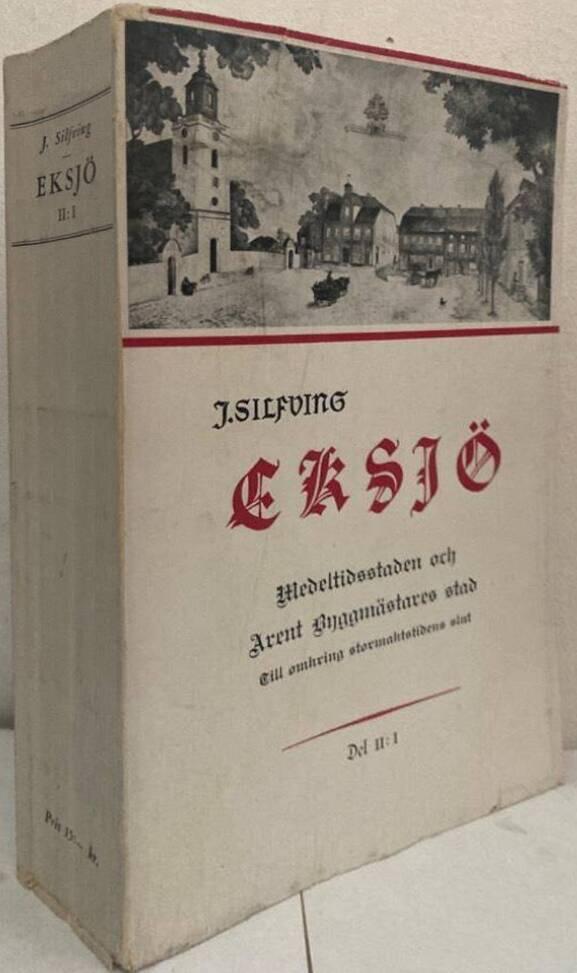 J. Silfving
EKSJÖ
II:1
Pris 15:— kr.
J. SILFVING
EKSJÖ
Medeltidsstaden och
Arent Byggmästares stad
Till omkring stormaktstidens slut
Del II:1